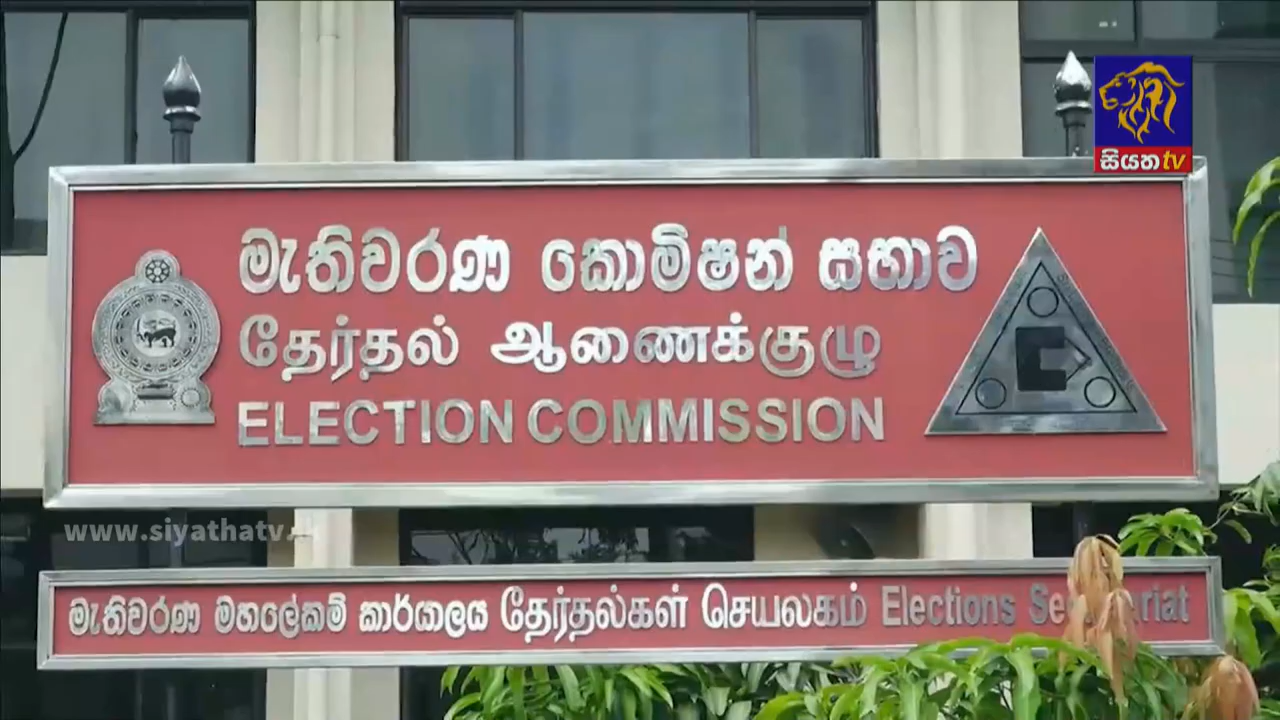 සියත tv
මැතිවරණ කොමිෂන් සභාව
தேர்தல் ஆணைக்குழு
ELECTION COMMISSION
www.siyathatv.
මැතිවරණ මහලේකම් කාර්යාලය தேர்தல்கள் செயலகம் Elections